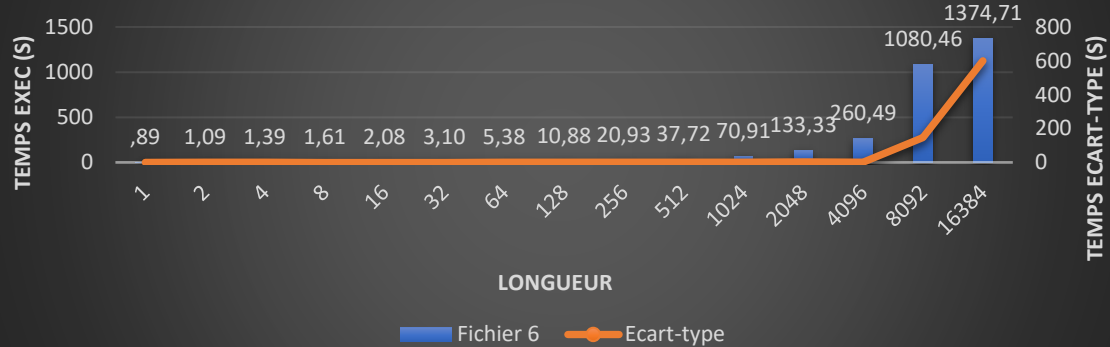 1374,71
1500 800
1080,46
TEMPS EXEC (S)
1000 600
400
260,49
500 133,33 200
,89 1,09 1,39 1,61 2,08 3,10 5,38 10,88 20,93 37,72 70,91
0 0
TEMPS ECART-TYPE (S)
1 2 4 8 16 32 64 128 256 512 1024 2048 4096 8092 16384
LONGUEUR
Fichier 6 Ecart-type